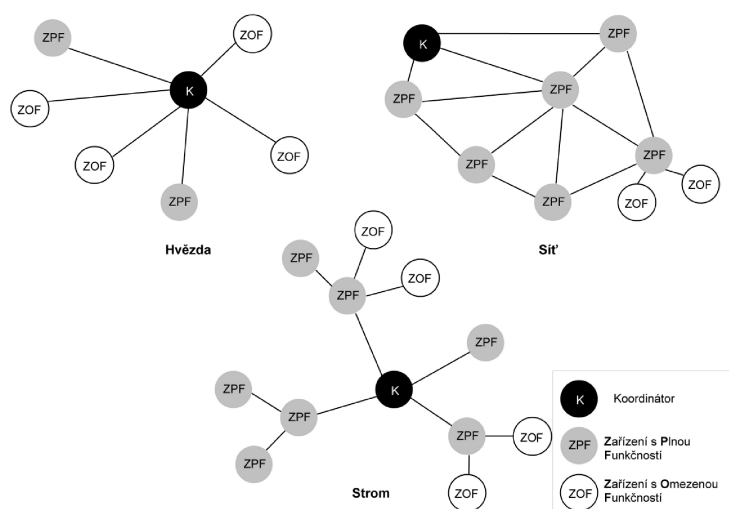 ZPF
ZOF
K
ZOF
ZOF
ZOF
ZPF
Hvězda
K
ZPF
ZPF
ZPF
ZPF
ZPF
ZPF
ZOF
ZOF
Síť
ZOF
ZPF
ZOF
ZPF
ZPF
K
ZPF
ZPF
ZPF
ZOF
ZPF
ZOF
Strom
K Koordinátor
ZPF Zařízení s Plnou
Funkčností
ZOF Zařízení s Omezenou
Funkčností